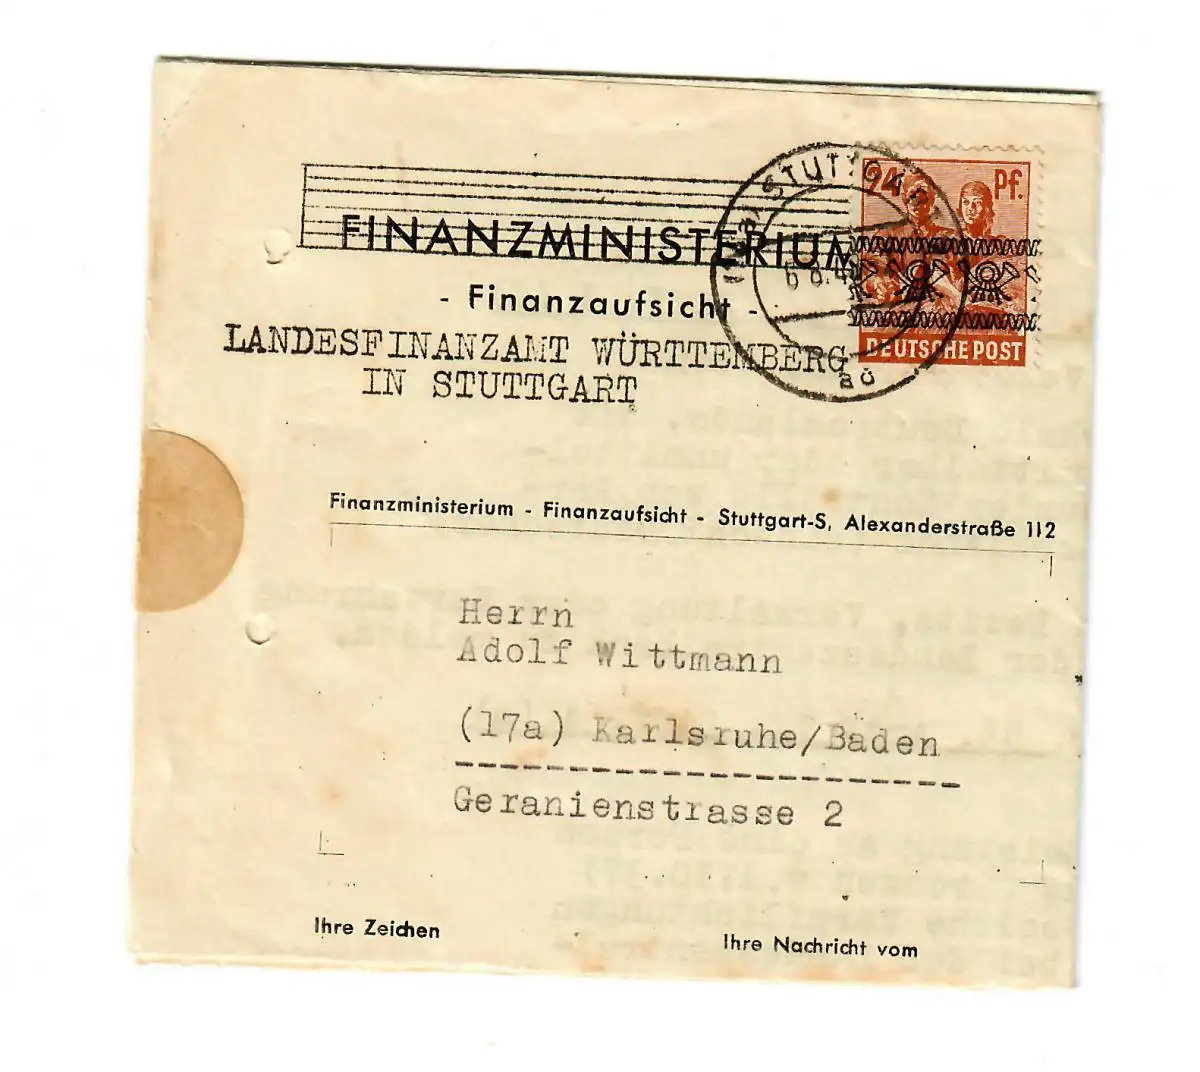 FINANZMINISTERIUM
- Finanzaufsicht -
LANDESFINANZAMT WÜRTTEMBERG
IN STUTTGART
STUTTGART
24 Pf.
DEUTSCHE POST
Finanzministerium - Finanzaufsicht - Stuttgart-S, Alexanderstraße 112
Herrn
Adolf Wittmann
(17a) Karlsruhe/Baden
Geranienstrasse 2
Ihre Zeichen
Ihre Nachricht vom